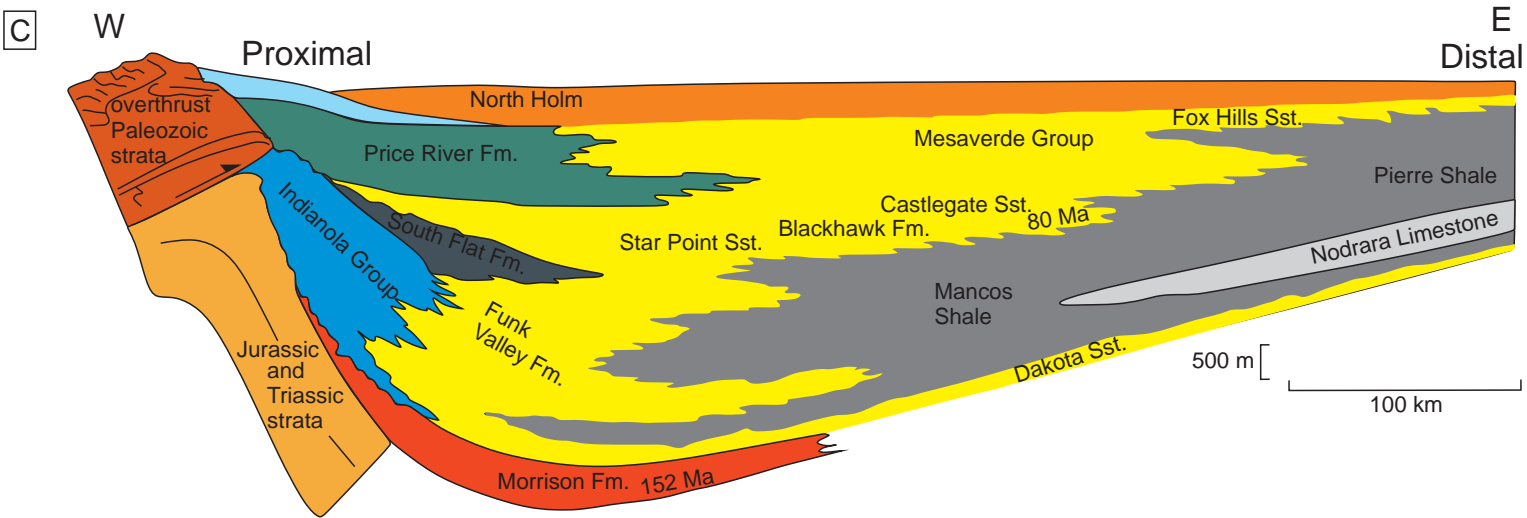 C
W
E
Proximal
Distal
overthrust
Paleozoic
strata
North Holm
Fox Hills Sst.
Mesaverde Group
Price River Fm.
Pierre Shale
Indianola Group
South Flat Fm.
Castlegate Sst.
80 Ma
Blackhawk Fm.
Star Point Sst.
Nodrara Limestone
Mancos
Shale
Funk
Valley Fm.
Jurassic
and
Triassic
strata
Dakota Sst.
500 m
100 km
Morrison Fm.
152 Ma